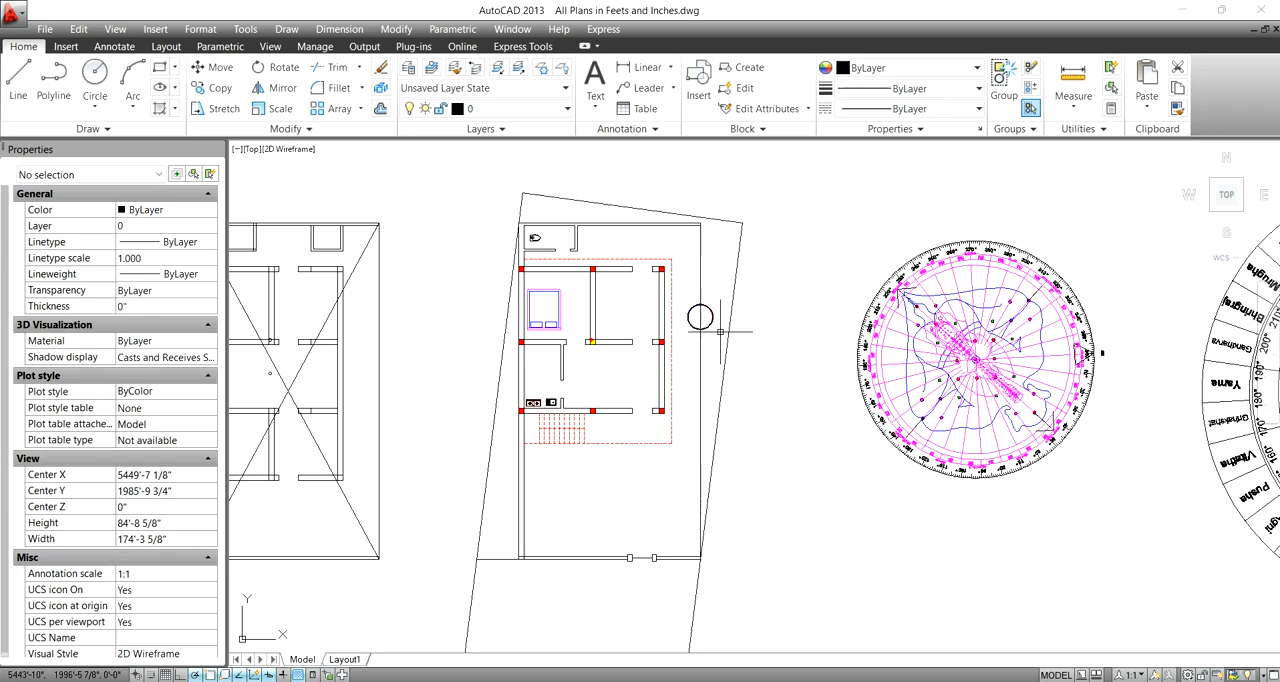 AutoCAD 2013 All Plans in Feets and Inches.dwg
File Edit View Insert Format Tools Draw Dimension Modify Parametric Window Help Express
Home Insert Annotate Layout Parametric View Manage Output Plug-ins Online Express Tools
Line Polyline Circle Arc
Move Rotate Trim
Copy Mirror Fillet
Stretch Scale Array
Unsaved Layer State
0
Text
Linear
Leader
Table
Insert
Create
Edit
Edit Attributes
ByLayer
ByLayer
ByLayer
Group
Measure
Paste
Draw Modify Layers Annotation Block Properties Groups Utilities Clipboard
Properties
No selection
General
Color ByLayer
Layer 0
Linetype ByLayer
Linetype scale 1.000
Lineweight ByLayer
Transparency ByLayer
Thickness 0"
3D Visualization
Material ByLayer
Shadow display Casts and Receives S...
Plot style
Plot style ByColor
Plot style table None
Plot table attache... Model
Plot table type Not available
View
Center X 5449'-7 1/8"
Center Y 1985'-9 3/4"
Center Z 0"
Height 84'-8 5/8"
Width 174'-3 5/8"
Misc
Annotation scale 1:1
UCS icon On Yes
UCS icon at origin Yes
UCS per viewport Yes
UCS Name
Visual Style 2D Wireframe
[−][Top][2D Wireframe]
N
W TOP E
S
WCS
Mrugha
Bhringraj
Gandharva
Yama
Vitatha
Pusha
210°
200°
190°
180°
170°
160°
Y
X
Model Layout1
5443'-10", 1996'-5 7/8", 0'-0"
MODEL
1:1